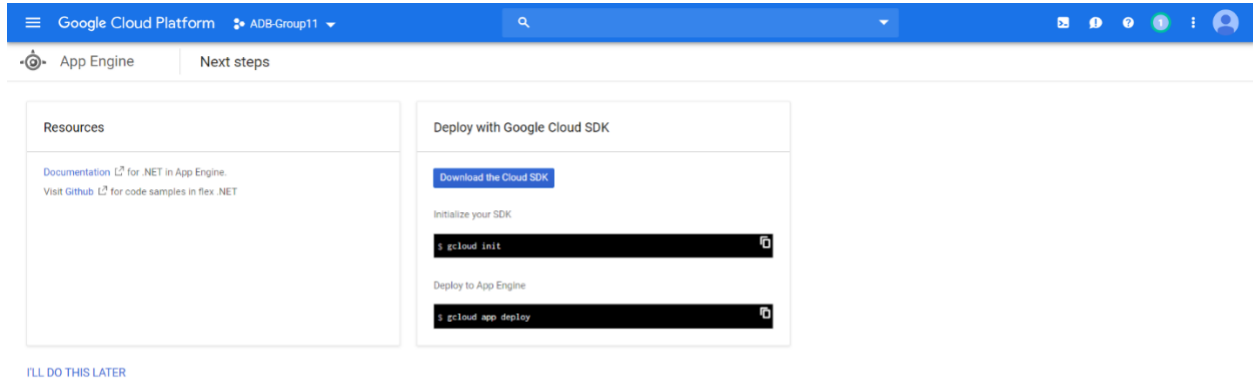 Google Cloud Platform ADB-Group11
1
App Engine Next steps
Resources
Documentation for .NET in App Engine.
Visit Github for code samples in flex .NET
Deploy with Google Cloud SDK
Download the Cloud SDK
Initialize your SDK
$ gcloud init
Deploy to App Engine
$ gcloud app deploy
I'LL DO THIS LATER